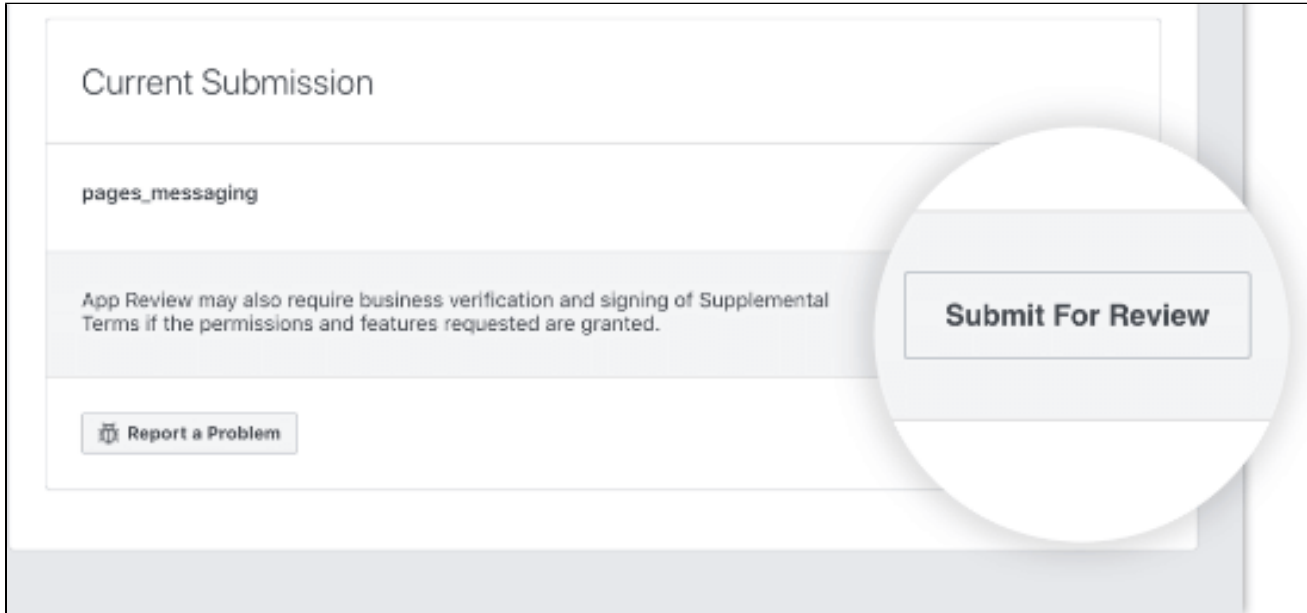 Current Submission
pages_messaging
App Review may also require business verification and signing of Supplemental
Terms if the permissions and features requested are granted.
Submit For Review
Report a Problem